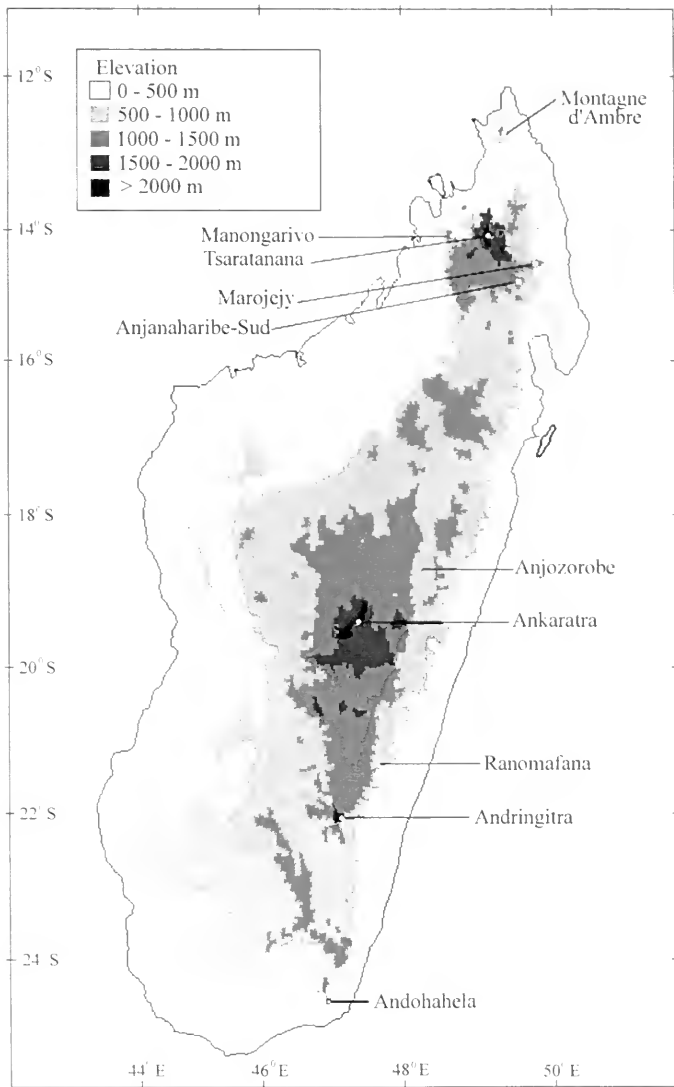 12°S
Elevation
0 - 500 m
500 - 1000 m
1000 - 1500 m
1500 - 2000 m
> 2000 m
Montagne
d'Ambre
14°S
Manongarivo
Tsaratanana
Marojejy
Anjanaharibe-Sud
16°S
18°S
Anjozorobe
Ankaratra
20°S
Ranomafana
22°S
Andringitra
24°S
Andohahela
44° E
46°E
48°E
50° E